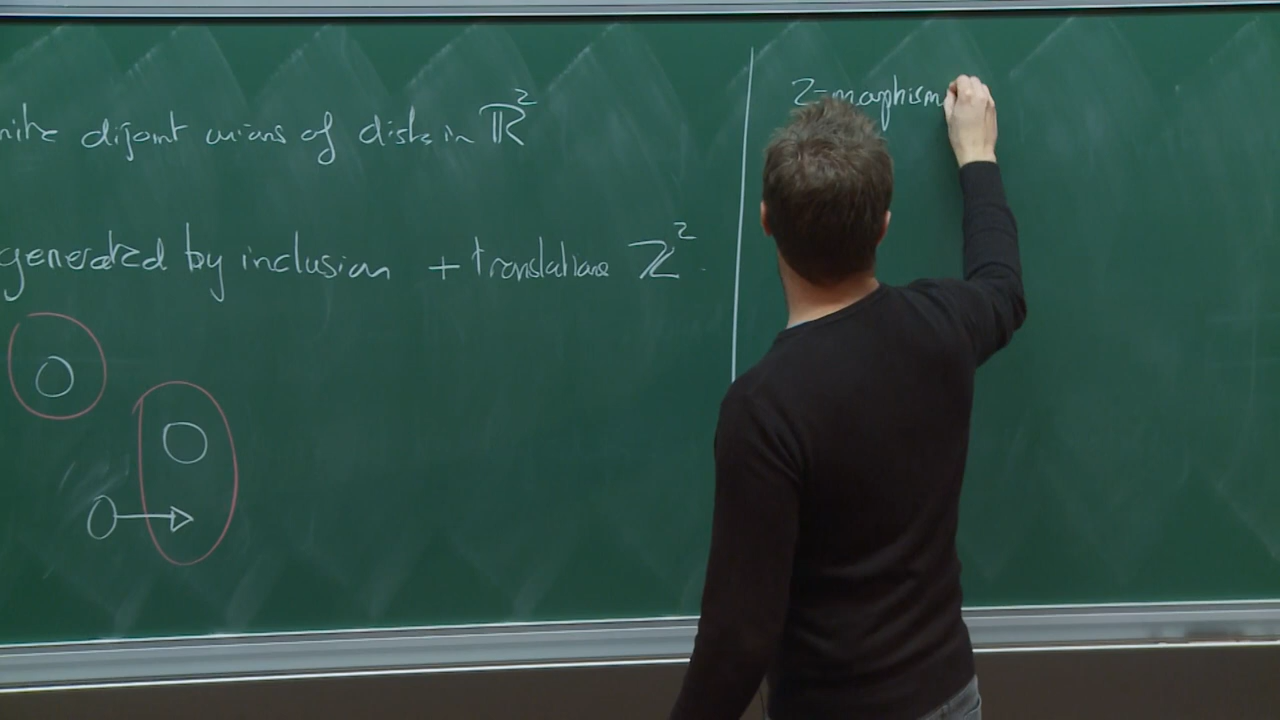 nite disjoint unions of disks in ℝ²
generated by inclusion + translations ℤ².
2-morphism